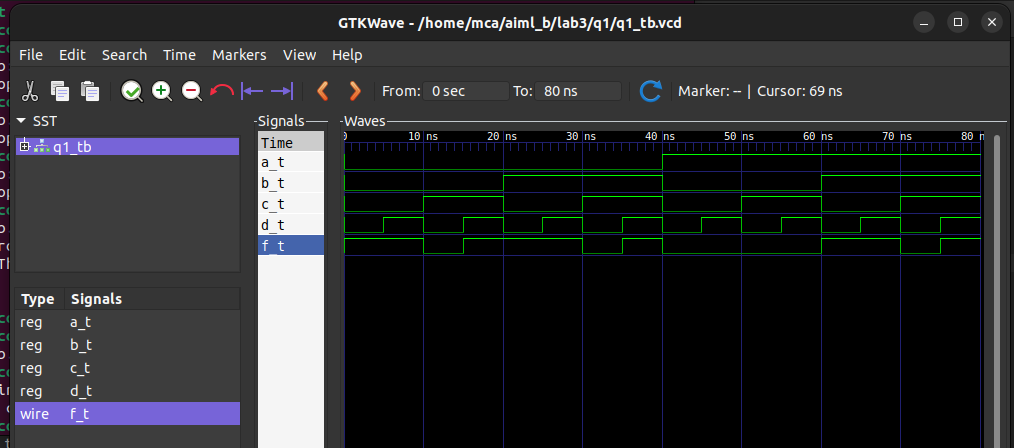 GTKWave - /home/mca/aiml_b/lab3/q1/q1_tb.vcd
File Edit Search Time Markers View Help
From: 0 sec To: 80 ns Marker: -- | Cursor: 69 ns
SST
q1_tb
Signals
Time
a_t
b_t
c_t
d_t
f_t
Waves
0 10 ns 20 ns 30 ns 40 ns 50 ns 60 ns 70 ns 80 n
Type Signals
reg a_t
reg b_t
reg c_t
reg d_t
wire f_t